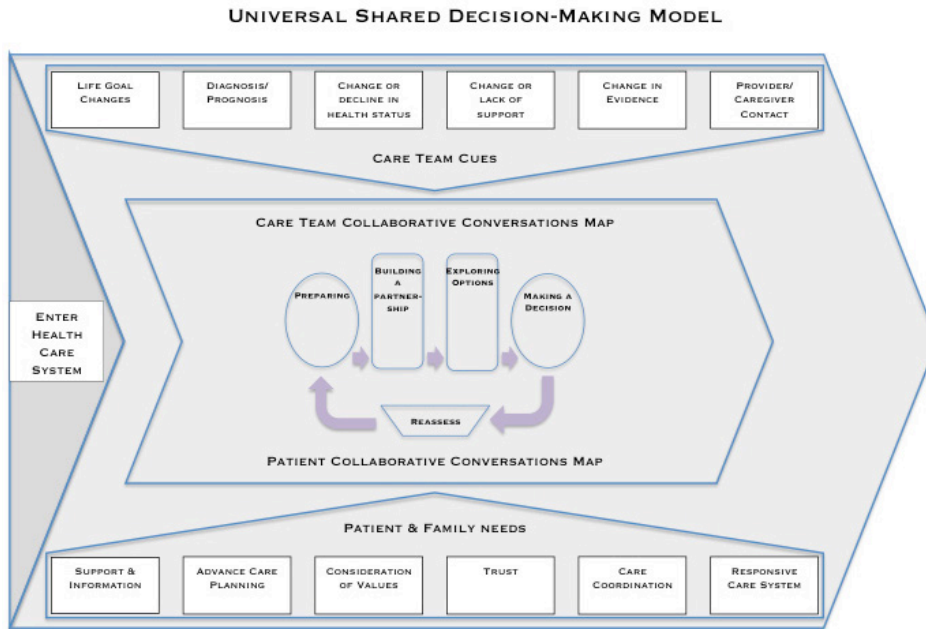 UNIVERSAL SHARED DECISION-MAKING MODEL
LIFE GOAL
CHANGES
DIAGNOSIS/
PROGNOSIS
CHANGE OR
DECLINE IN
HEALTH STATUS
CHANGE OR
LACK OF
SUPPORT
CHANGE IN
EVIDENCE
PROVIDER/
CAREGIVER
CONTACT
CARE TEAM CUES
CARE TEAM COLLABORATIVE CONVERSATIONS MAP
ENTER
HEALTH
CARE
SYSTEM
PREPARING
BUILDING
A
PARTNER-
SHIP
EXPLORING
OPTIONS
MAKING A
DECISION
REASSESS
PATIENT COLLABORATIVE CONVERSATIONS MAP
PATIENT & FAMILY NEEDS
SUPPORT &
INFORMATION
ADVANCE CARE
PLANNING
CONSIDERATION
OF VALUES
TRUST
CARE
COORDINATION
RESPONSIVE
CARE SYSTEM